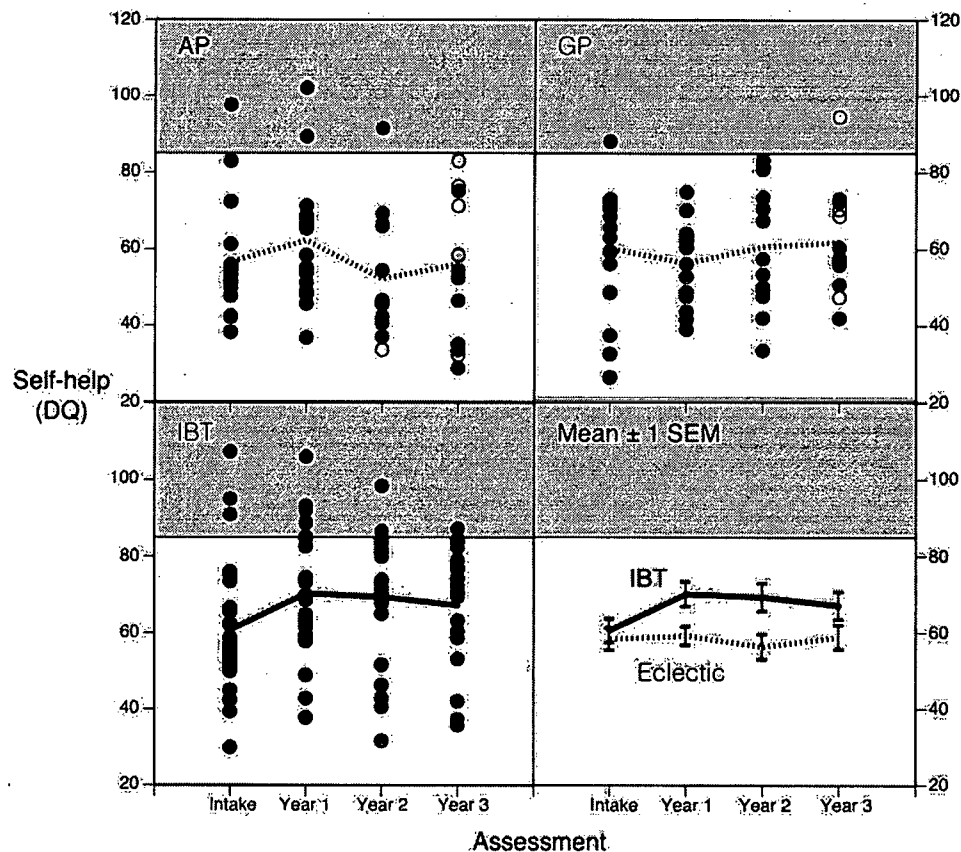 120 120
AP GP
100 100
80 80
60 60
40 40
Self-help
(DQ)
20 20
IBT Mean ± 1 SEM
100 100
80 80
IBT
60 60
Eclectic
40 40
20 20
Intake Year 1 Year 2 Year 3 Intake Year 1 Year 2 Year 3
Assessment